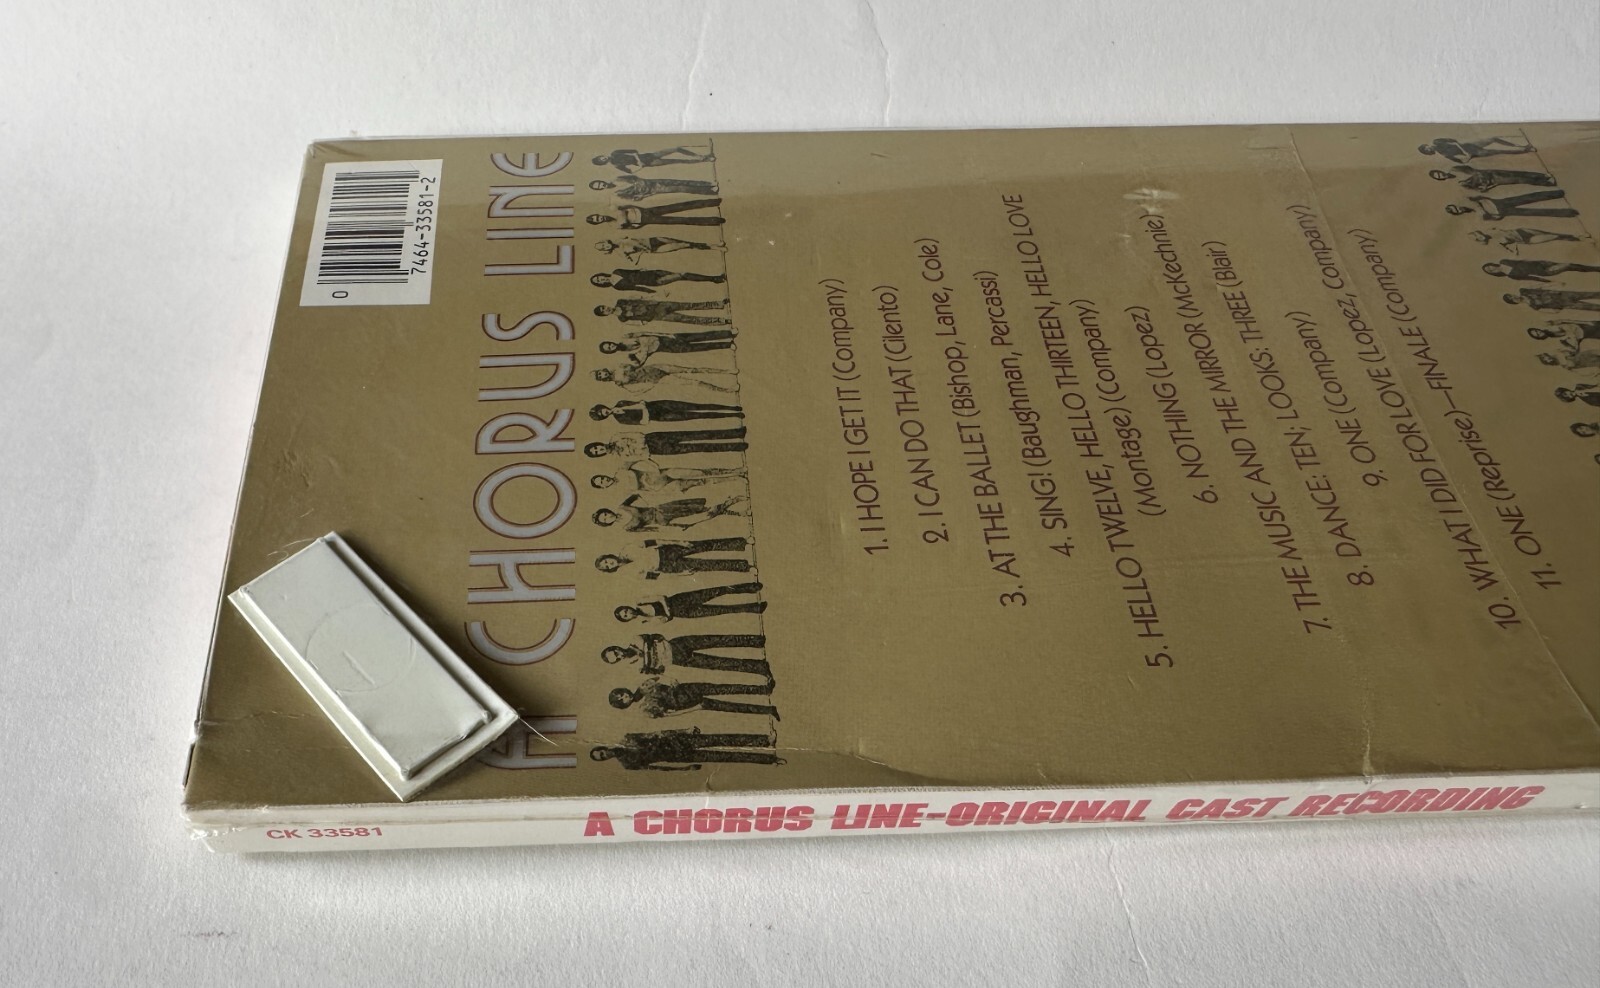 0 7464-33581-2
A CHORUS LINE
1. I HOPE I GET IT (Company)
2. I CAN DO THAT (Cilento)
3. AT THE BALLET (Bishop, Lane, Cole)
4. SING! (Baughman, Percassi)
5. HELLO TWELVE, HELLO THIRTEEN, HELLO LOVE
(Montage) (Company)
6. NOTHING (Lopez)
7. THE MUSIC AND THE MIRROR (McKechnie)
8. DANCE: TEN; LOOKS: THREE (Blair)
9. ONE (Company)
10. WHAT I DID FOR LOVE (Lopez, Company)
11. ONE (Reprise)—FINALE (Company)
CK 33581
A CHORUS LINE-ORIGINAL CAST RECORDING